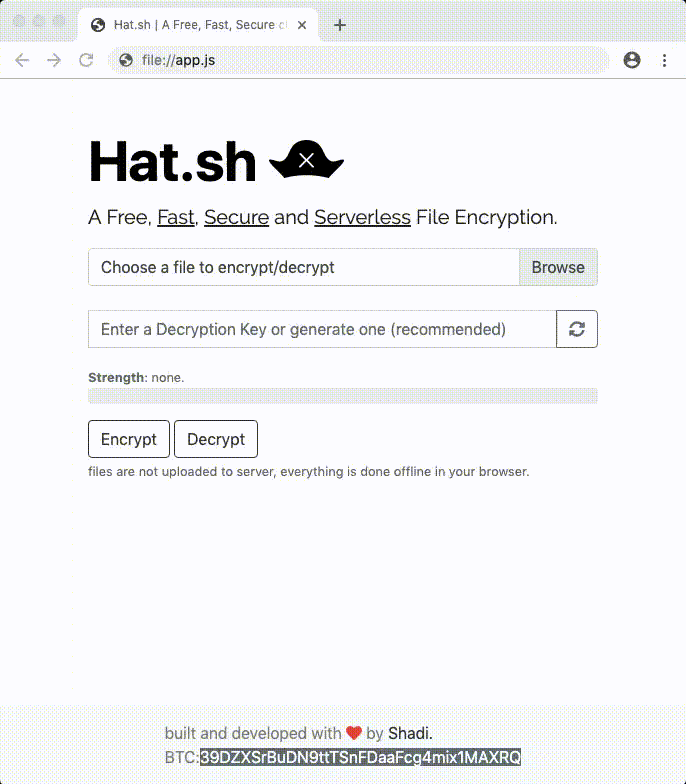 Hat.sh | A Free, Fast, Secure c
file://app.js
Hat.sh
A Free, Fast, Secure and Serverless File Encryption.
Choose a file to encrypt/decrypt
Browse
Enter a Decryption Key or generate one (recommended)
Strength: none.
Encrypt Decrypt
files are not uploaded to server, everything is done offline in your browser.
built and developed with ❤ by Shadi.
BTC:39DZXSrBuDN9ttTSnFDaaFcg4mix1MAXRQ